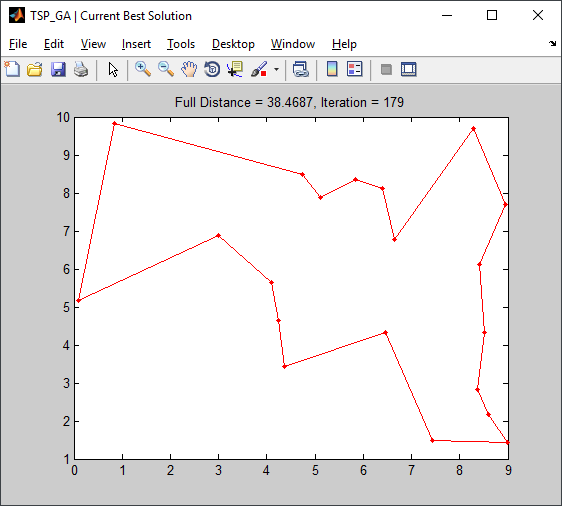 TSP_GA | Current Best Solution
File Edit View Insert Tools Desktop Window Help
Full Distance = 38.4687, Iteration = 179
10
9
8
7
6
5
4
3
2
1
0 1 2 3 4 5 6 7 8 9